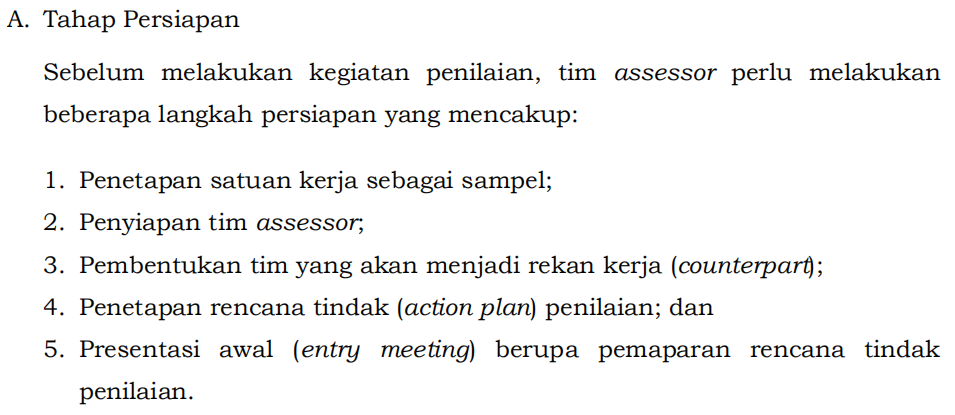 A. Tahap Persiapan
Sebelum melakukan kegiatan penilaian, tim assessor perlu melakukan
beberapa langkah persiapan yang mencakup:
1. Penetapan satuan kerja sebagai sampel;
2. Penyiapan tim assessor;
3. Pembentukan tim yang akan menjadi rekan kerja (counterpart);
4. Penetapan rencana tindak (action plan) penilaian; dan
5. Presentasi awal (entry meeting) berupa pemaparan rencana tindak
penilaian.